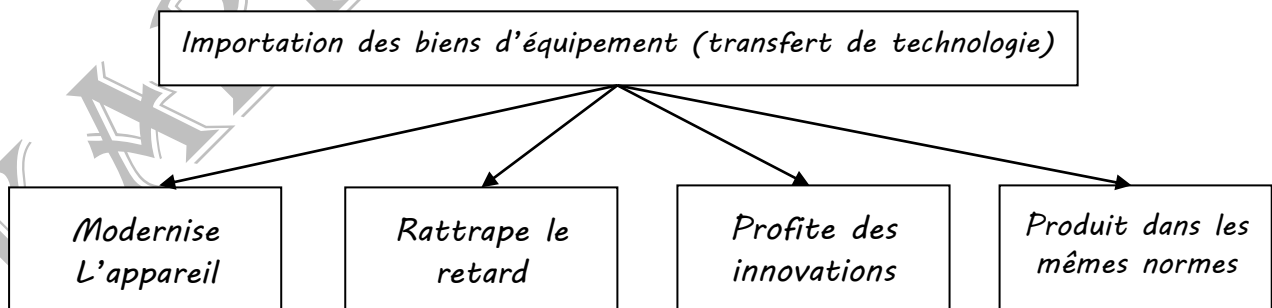 Importation des biens d'équipement (transfert de technologie)
Modernise
L'appareil
Rattrape le
retard
Profite des
innovations
Produit dans les
mêmes normes